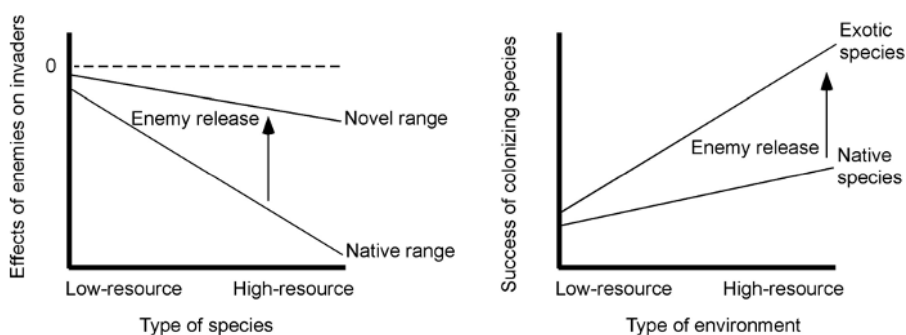 Effects of enemies on invaders
0
Enemy release
Novel range
Native range
Low-resource
High-resource
Type of species
Success of colonizing species
Exotic
species
Enemy release
Native
species
Low-resource
High-resource
Type of environment